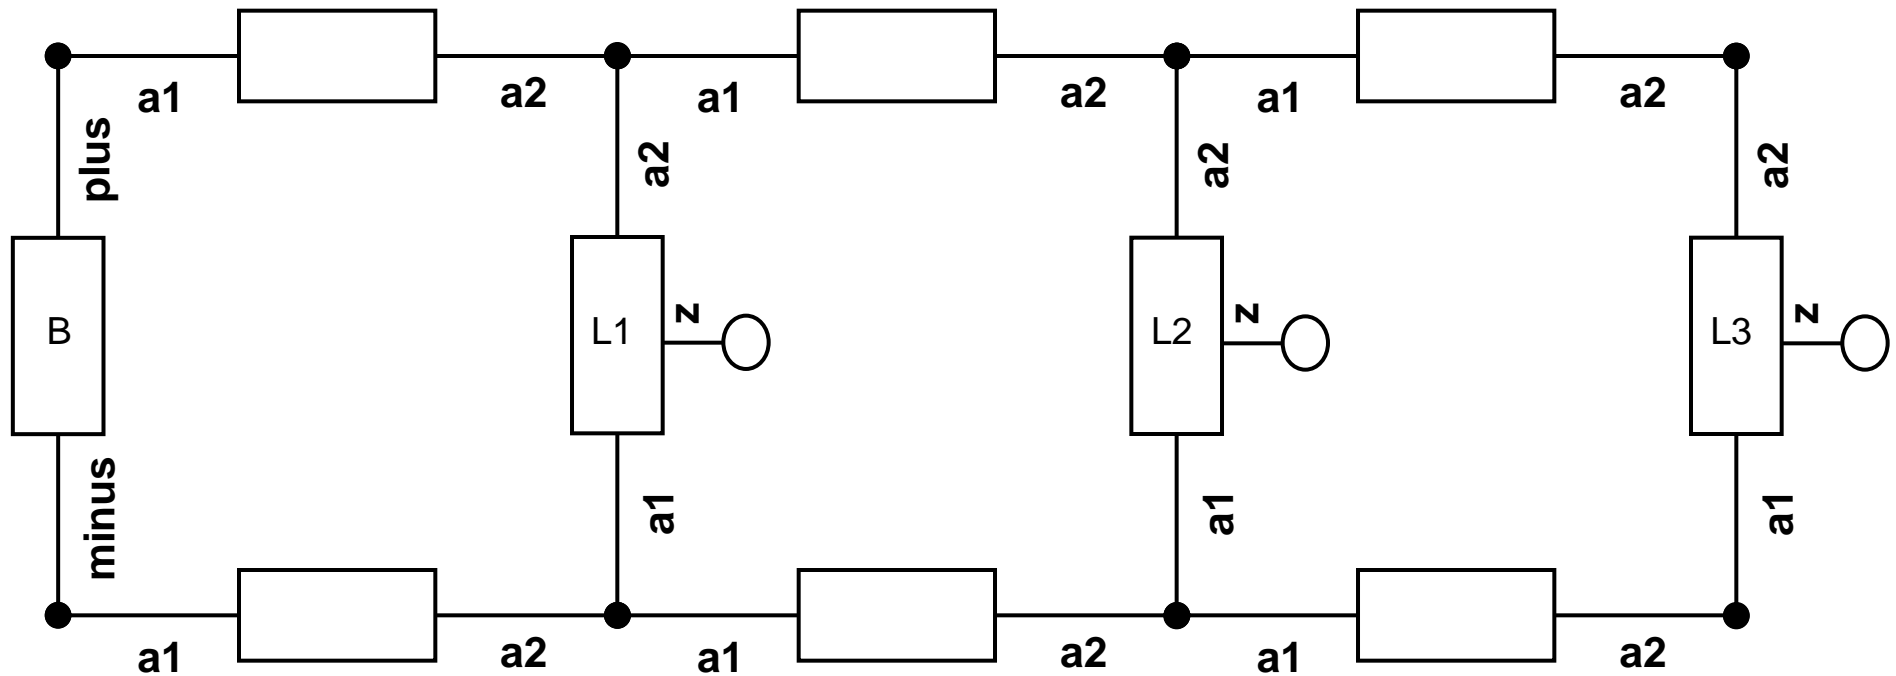 a1 a2 a1 a2 a1 a2
plus a2 a2 a2
B L1 z L2 z L3 z
minus a1 a1 a1
a1 a2 a1 a2 a1 a2